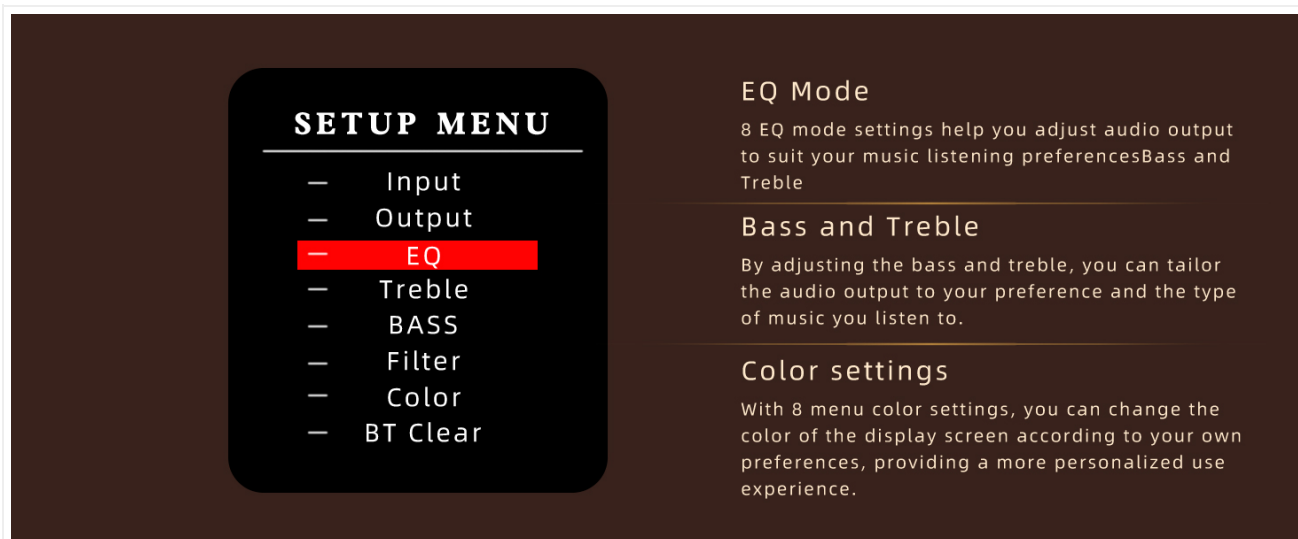 SETUP MENU
— Input
— Output
— EQ
— Treble
— BASS
— Filter
— Color
— BT Clear
EQ Mode
8 EQ mode settings help you adjust audio output
to suit your music listening preferencesBass and
Treble
Bass and Treble
By adjusting the bass and treble, you can tailor
the audio output to your preference and the type
of music you listen to.
Color settings
With 8 menu color settings, you can change the
color of the display screen according to your own
preferences, providing a more personalized use
experience.